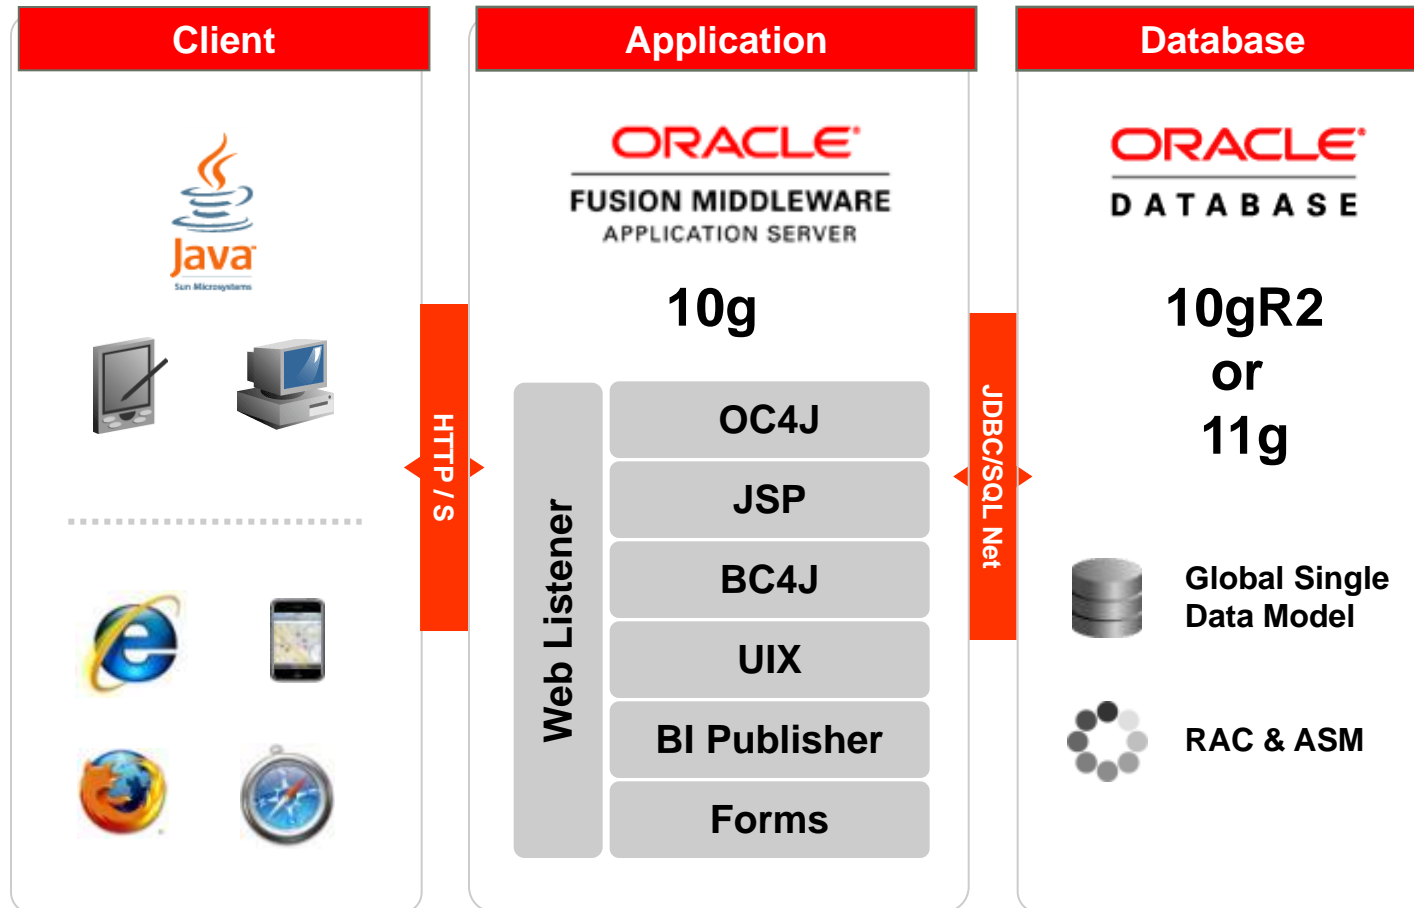 Client
Java
Sun Microsystems
HTTP / S
Application
ORACLE
FUSION MIDDLEWARE
APPLICATION SERVER
10g
Web Listener
OC4J
JSP
BC4J
UIX
BI Publisher
Forms
JDBC/SQL Net
Database
ORACLE
DATABASE
10gR2
or
11g
Global Single
Data Model
RAC & ASM